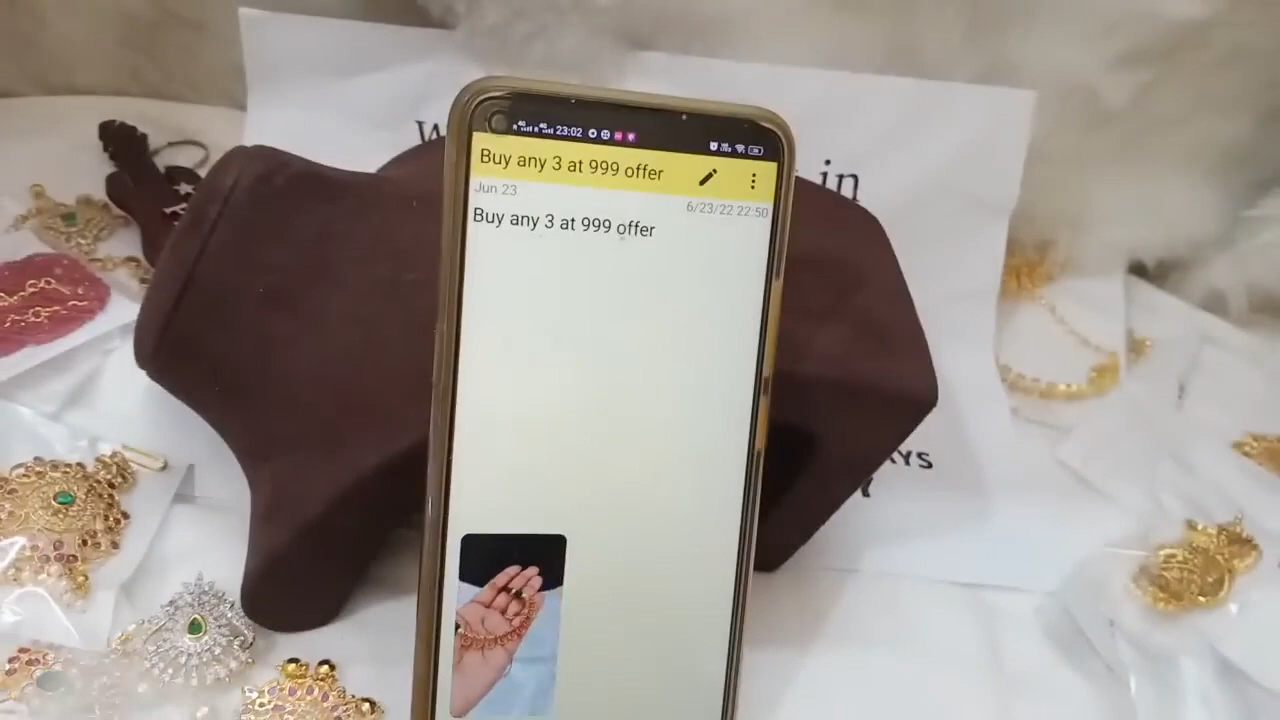 23:02
Buy any 3 at 999 offer
Jun 23
6/23/22 22:50
Buy any 3 at 999 offer
in